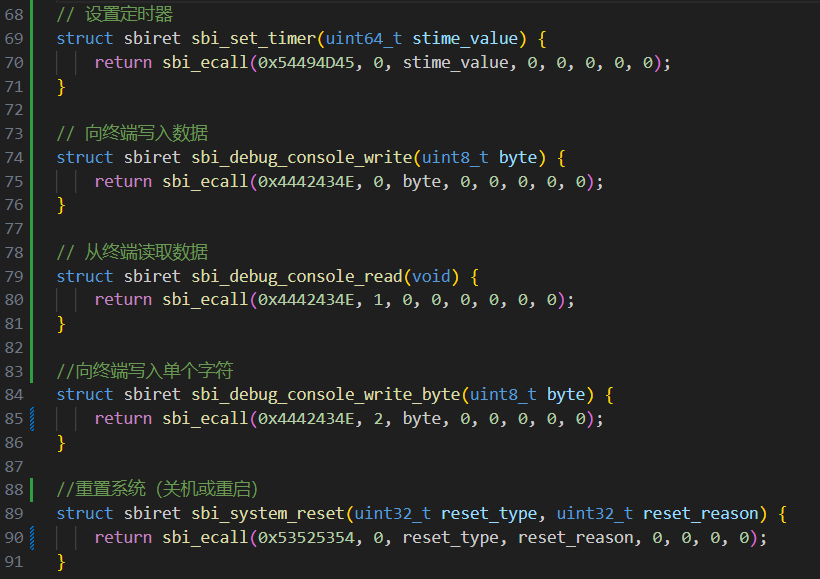 68 // 设置定时器
69 struct sbiret sbi_set_timer(uint64_t stime_value) {
70     return sbi_ecall(0x54494D45, 0, stime_value, 0, 0, 0, 0, 0);
71 }
72
73 // 向终端写入数据
74 struct sbiret sbi_debug_console_write(uint8_t byte) {
75     return sbi_ecall(0x4442434E, 0, byte, 0, 0, 0, 0, 0);
76 }
77
78 // 从终端读取数据
79 struct sbiret sbi_debug_console_read(void) {
80     return sbi_ecall(0x4442434E, 1, 0, 0, 0, 0, 0, 0);
81 }
82
83 //向终端写入单个字符
84 struct sbiret sbi_debug_console_write_byte(uint8_t byte) {
85     return sbi_ecall(0x4442434E, 2, byte, 0, 0, 0, 0, 0);
86 }
87
88 //重置系统（关机或重启）
89 struct sbiret sbi_system_reset(uint32_t reset_type, uint32_t reset_reason) {
90     return sbi_ecall(0x53525354, 0, reset_type, reset_reason, 0, 0, 0, 0);
91 }